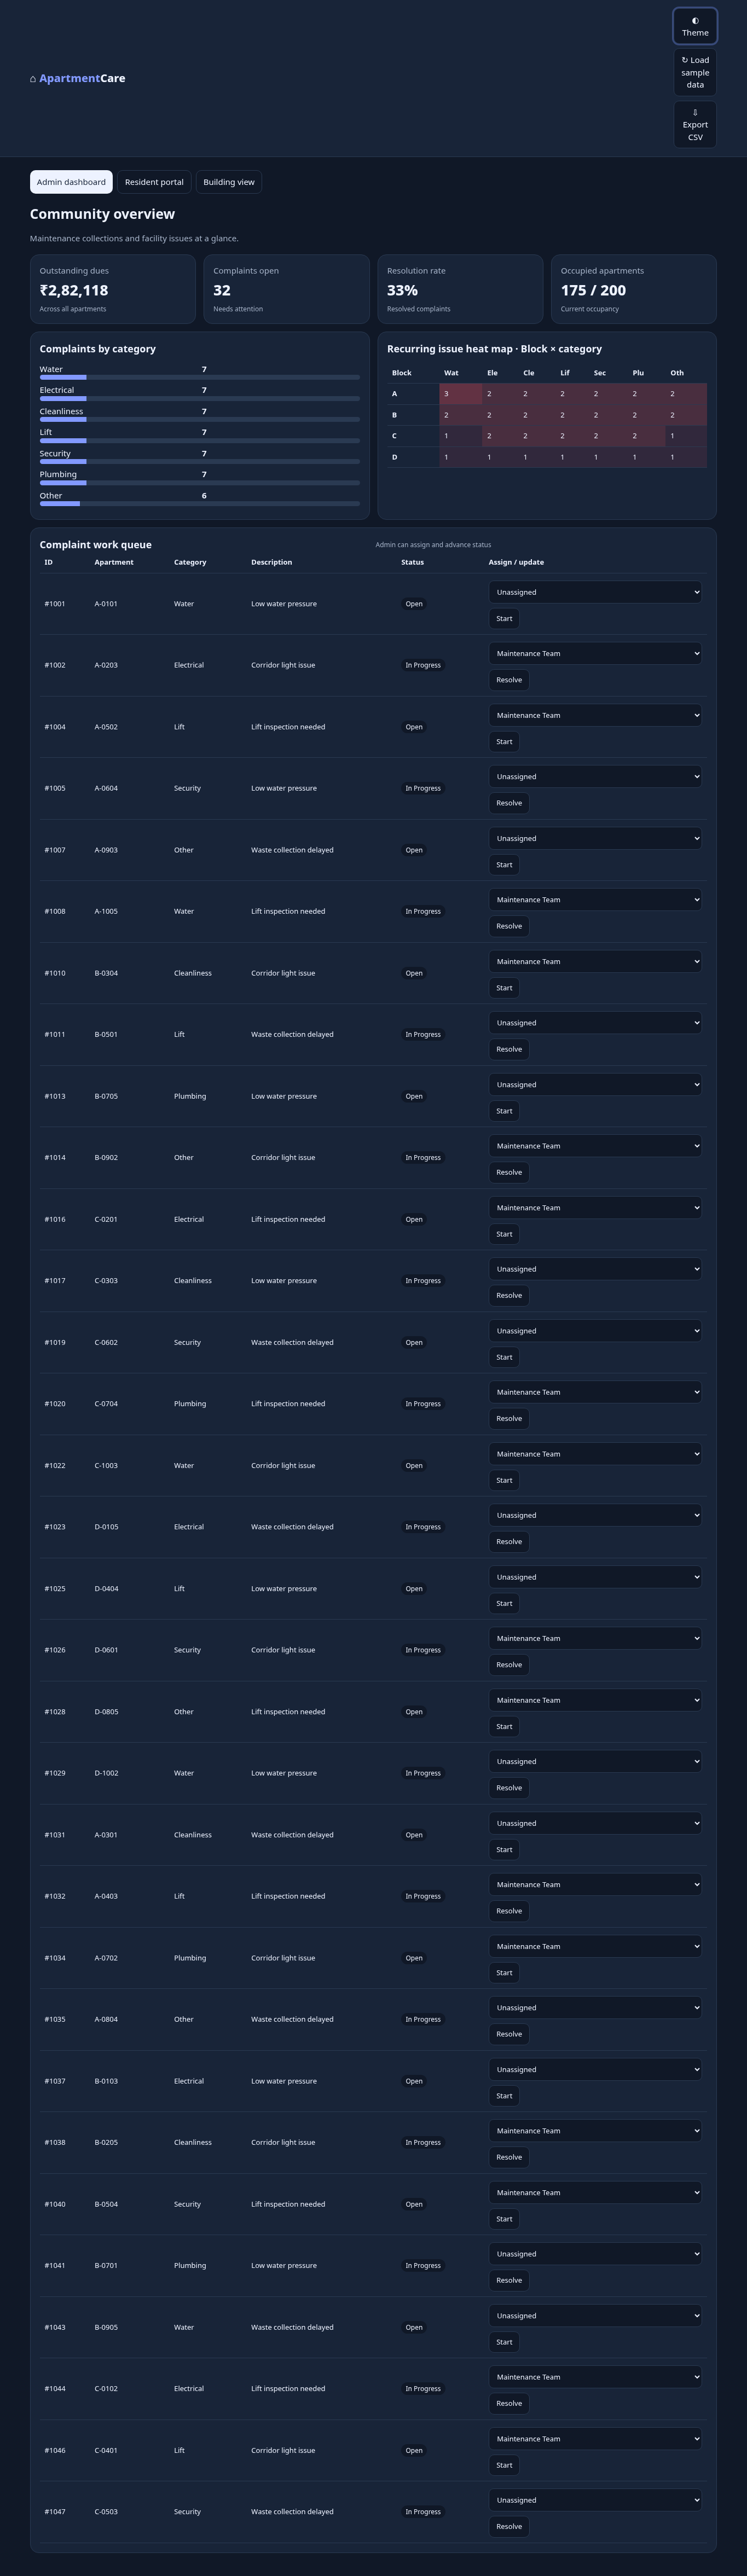 ◐
Theme
↻ Load
sample
data
⇩
Export
CSV
⌂ ApartmentCare
Admin dashboard Resident portal Building view
Community overview
Maintenance collections and facility issues at a glance.
Outstanding dues
₹2,82,118
Across all apartments
Complaints open
32
Needs attention
Resolution rate
33%
Resolved complaints
Occupied apartments
175 / 200
Current occupancy
Complaints by category
Water 7
Electrical 7
Cleanliness 7
Lift 7
Security 7
Plumbing 7
Other 6
Recurring issue heat map · Block × category
Block Wat Ele Cle Lif Sec Plu Oth
A 3 2 2 2 2 2 2
B 2 2 2 2 2 2 2
C 1 2 2 2 2 2 1
D 1 1 1 1 1 1 1
Complaint work queue Admin can assign and advance status
ID Apartment Category Description Status Assign / update
#1001 A-0101 Water Low water pressure Open Unassigned
Start
#1002 A-0203 Electrical Corridor light issue In Progress Maintenance Team
Resolve
#1004 A-0502 Lift Lift inspection needed Open Maintenance Team
Start
#1005 A-0604 Security Low water pressure In Progress Unassigned
Resolve
#1007 A-0903 Other Waste collection delayed Open Unassigned
Start
#1008 A-1005 Water Lift inspection needed In Progress Maintenance Team
Resolve
#1010 B-0304 Cleanliness Corridor light issue Open Maintenance Team
Start
#1011 B-0501 Lift Waste collection delayed In Progress Unassigned
Resolve
#1013 B-0705 Plumbing Low water pressure Open Unassigned
Start
#1014 B-0902 Other Corridor light issue In Progress Maintenance Team
Resolve
#1016 C-0201 Electrical Lift inspection needed Open Maintenance Team
Start
#1017 C-0303 Cleanliness Low water pressure In Progress Unassigned
Resolve
#1019 C-0602 Security Waste collection delayed Open Unassigned
Start
#1020 C-0704 Plumbing Lift inspection needed In Progress Maintenance Team
Resolve
#1022 C-1003 Water Corridor light issue Open Maintenance Team
Start
#1023 D-0105 Electrical Waste collection delayed In Progress Unassigned
Resolve
#1025 D-0404 Lift Low water pressure Open Unassigned
Start
#1026 D-0601 Security Corridor light issue In Progress Maintenance Team
Resolve
#1028 D-0805 Other Lift inspection needed Open Maintenance Team
Start
#1029 D-1002 Water Low water pressure In Progress Unassigned
Resolve
#1031 A-0301 Cleanliness Waste collection delayed Open Unassigned
Start
#1032 A-0403 Lift Lift inspection needed In Progress Maintenance Team
Resolve
#1034 A-0702 Plumbing Corridor light issue Open Maintenance Team
Start
#1035 A-0804 Other Waste collection delayed In Progress Unassigned
Resolve
#1037 B-0103 Electrical Low water pressure Open Unassigned
Start
#1038 B-0205 Cleanliness Corridor light issue In Progress Maintenance Team
Resolve
#1040 B-0504 Security Lift inspection needed Open Maintenance Team
Start
#1041 B-0701 Plumbing Low water pressure In Progress Unassigned
Resolve
#1043 B-0905 Water Waste collection delayed Open Unassigned
Start
#1044 C-0102 Electrical Lift inspection needed In Progress Maintenance Team
Resolve
#1046 C-0401 Lift Corridor light issue Open Maintenance Team
Start
#1047 C-0503 Security Waste collection delayed In Progress Unassigned
Resolve